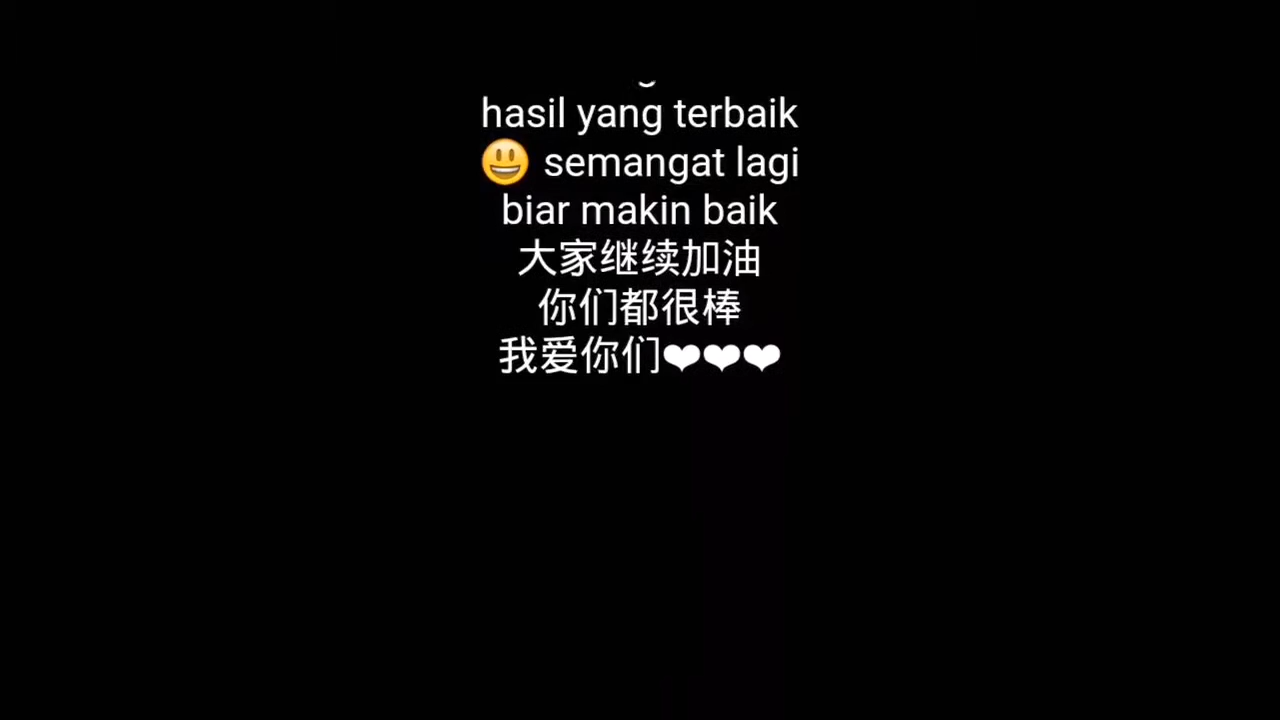 hasil yang terbaik
😃 semangat lagi
biar makin baik
大家继续加油
你们都很棒
我爱你们❤❤❤